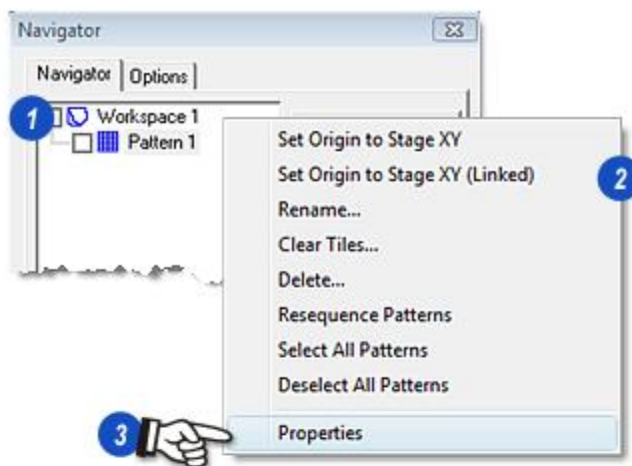 Navigator
Navigator Options
1 Workspace 1
Pattern 1
Set Origin to Stage XY
Set Origin to Stage XY (Linked) 2
Rename...
Clear Tiles...
Delete...
Resequence Patterns
Select All Patterns
Deselect All Patterns
3 Properties